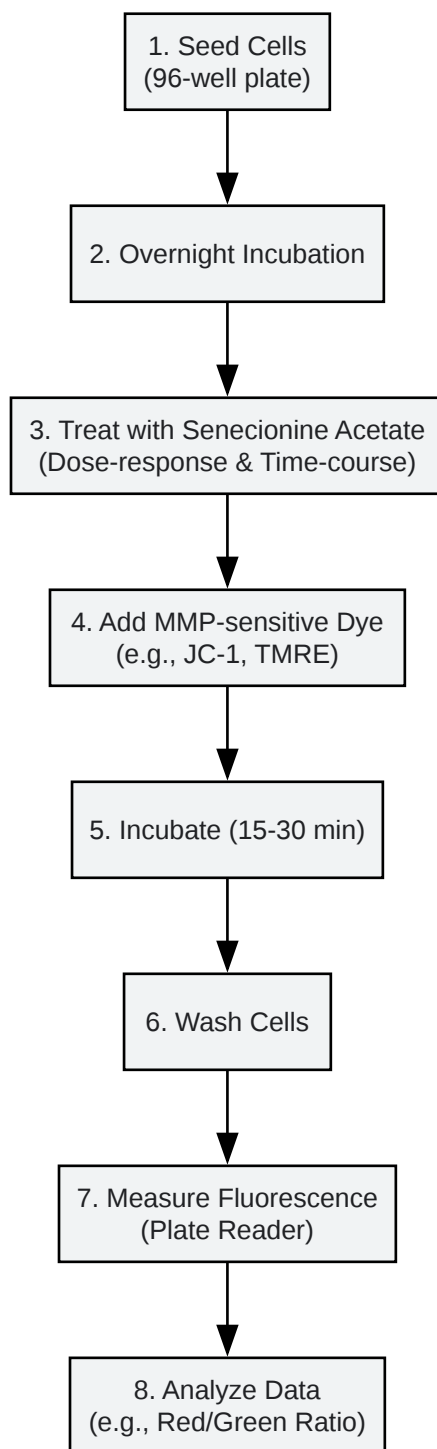 1. Seed Cells
(96-well plate)
2. Overnight Incubation
3. Treat with Senecionine Acetate
(Dose-response & Time-course)
4. Add MMP-sensitive Dye
(e.g., JC-1, TMRE)
5. Incubate (15-30 min)
6. Wash Cells
7. Measure Fluorescence
(Plate Reader)
8. Analyze Data
(e.g., Red/Green Ratio)